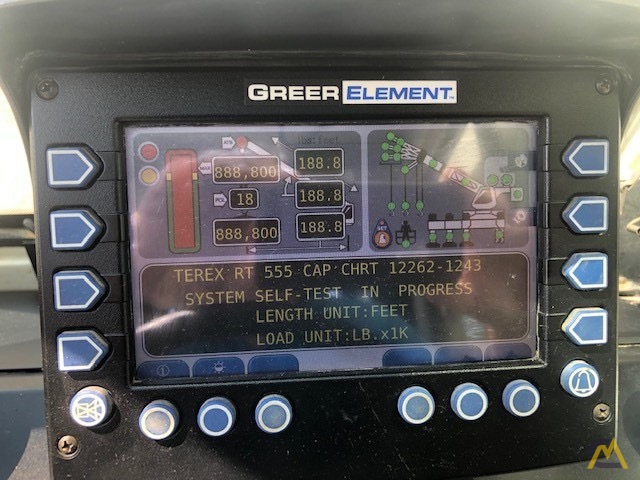 GREER ELEMENT™
888,800
188.8
18
188.8
888,800
188.8
TEREX RT 555 CAP CHRT 12262-1243
SYSTEM SELF-TEST IN PROGRESS
LENGTH UNIT:FEET
LOAD UNIT:LB.x1K